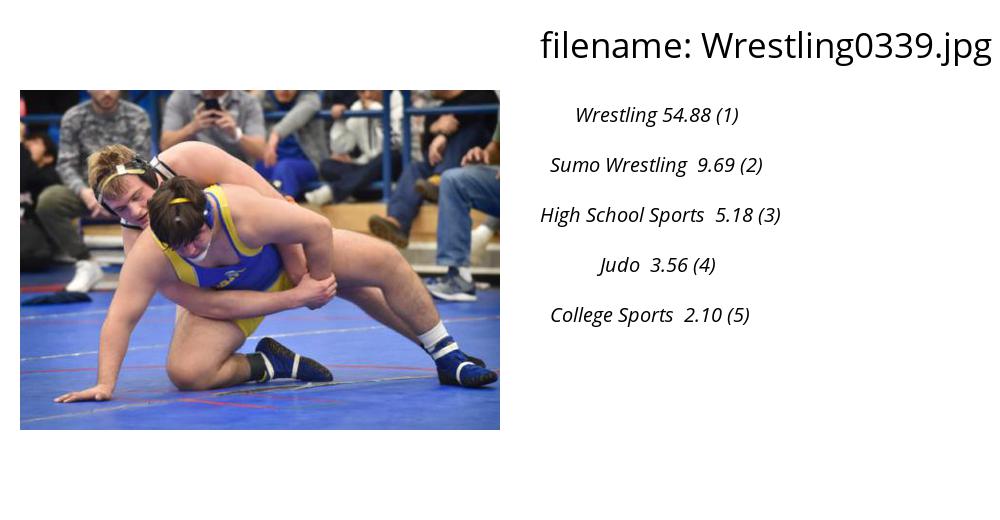 filename: Wrestling0339.jpg
Wrestling 54.88 (1)
Sumo Wrestling 9.69 (2)
High School Sports 5.18 (3)
Judo 3.56 (4)
College Sports 2.10 (5)